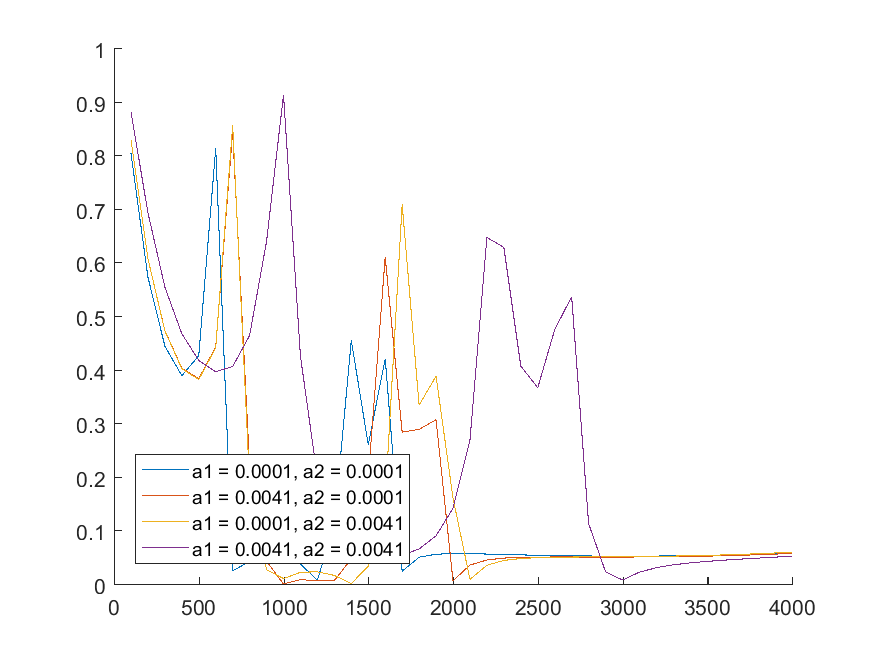 1
0.9
0.8
0.7
0.6
0.5
0.4
0.3
0.2
0.1
0
a1 = 0.0001, a2 = 0.0001
a1 = 0.0041, a2 = 0.0001
a1 = 0.0001, a2 = 0.0041
a1 = 0.0041, a2 = 0.0041
0 500 1000 1500 2000 2500 3000 3500 4000